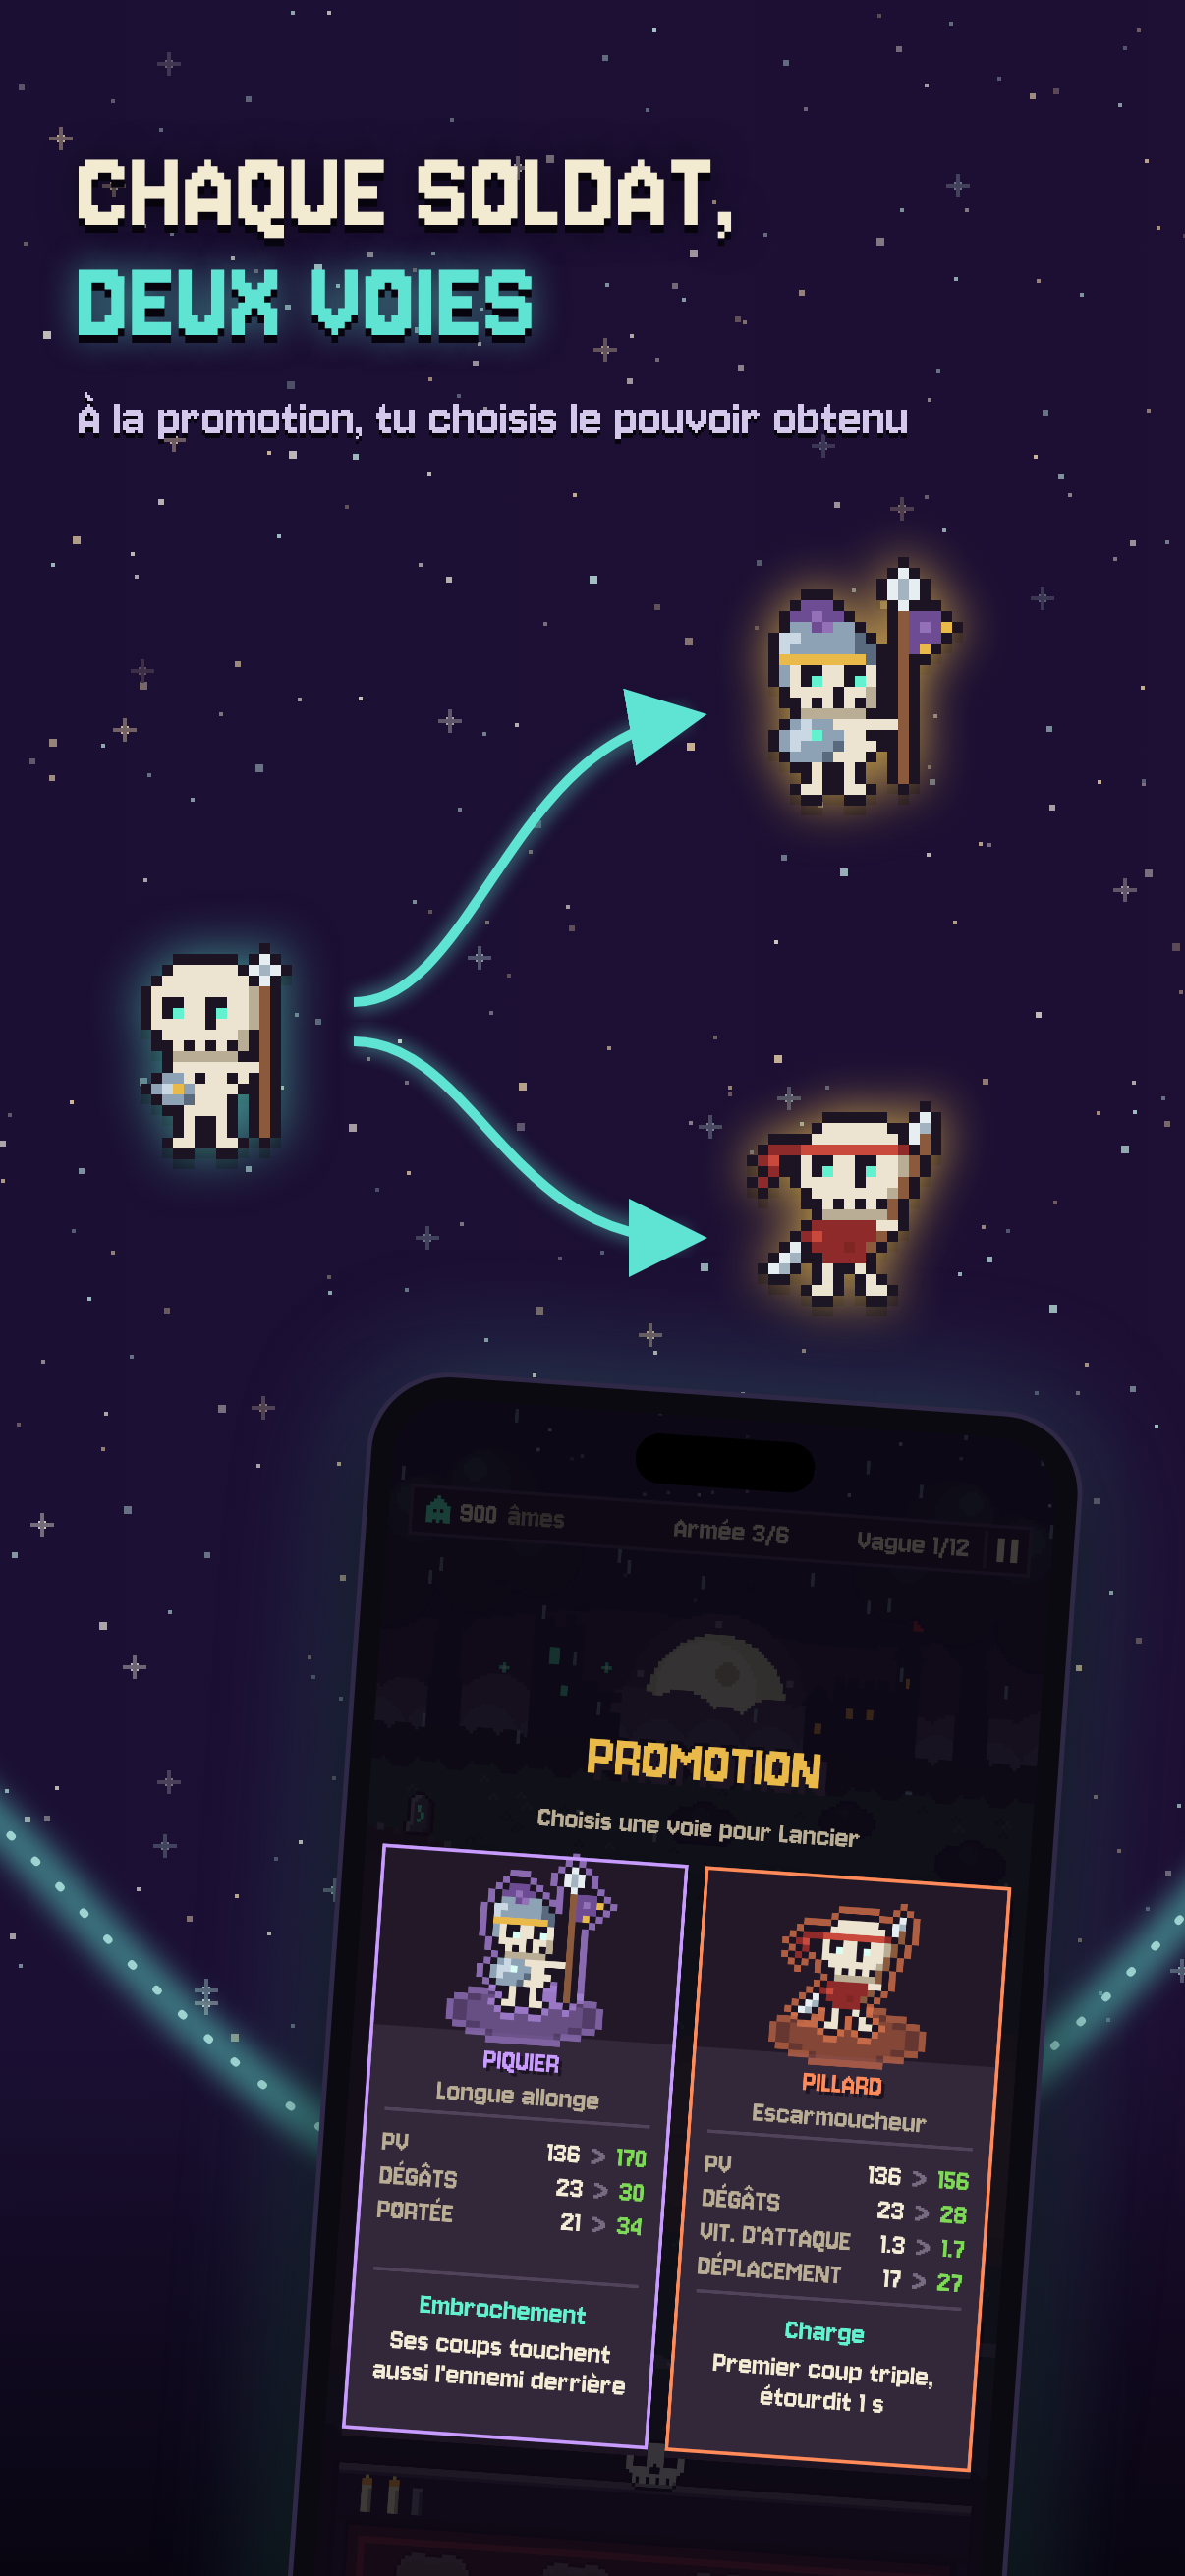 CHAQUE SOLDAT,
DEUX VOIES
À la promotion, tu choisis le pouvoir obtenu
900 âmes
Armée 3/6
Vague 1/12
PROMOTION
Choisis une voie pour Lancier
PIQUIER
Longue allonge
PV 136 > 170
DÉGÂTS 23 > 30
PORTÉE 21 > 34
Embrochement
Ses coups touchent
aussi l'ennemi derrière
PILLARD
Escarmoucheur
PV 136 > 156
DÉGÂTS 23 > 28
VIT. D'ATTAQUE 1.3 > 1.7
DÉPLACEMENT 17 > 27
Charge
Premier coup triple,
étourdit 1 s